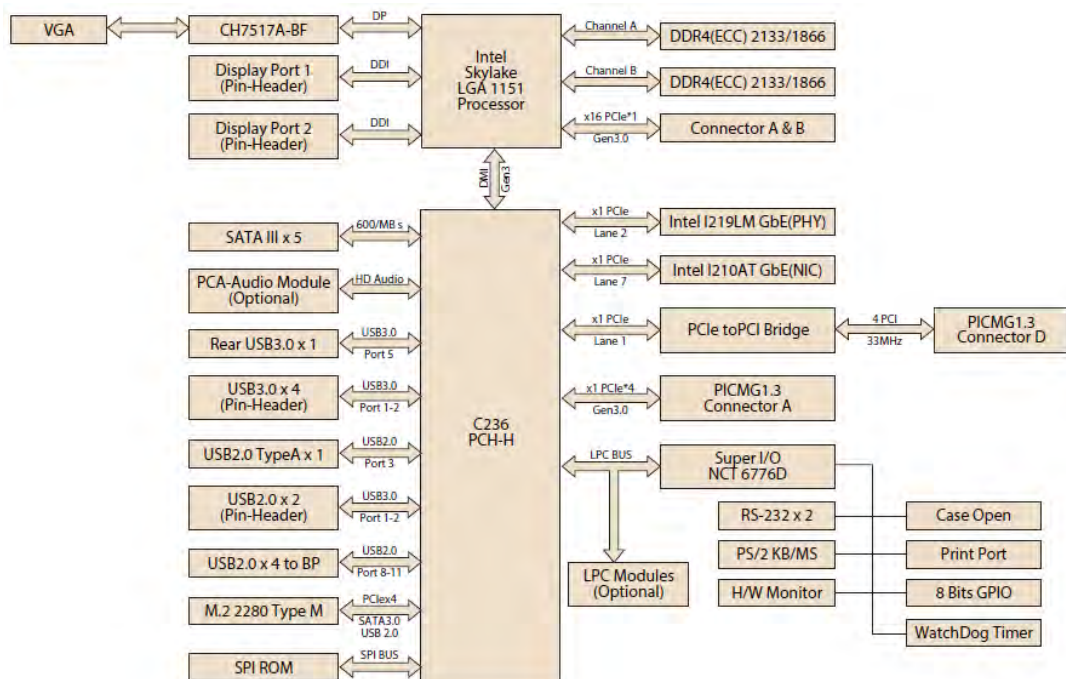 VGA
CH7517A-BF
DP
Display Port 1
(Pin-Header)
DDI
Display Port 2
(Pin-Header)
DDI
Intel
Skylake
LGA 1151
Processor
Channel A
DDR4(ECC) 2133/1866
Channel B
DDR4(ECC) 2133/1866
x16 PCIe*1
Gen3.0
Connector A & B
DMI
Gen3
SATA III x 5
600/MB s
PCA-Audio Module
(Optional)
HD Audio
Rear USB3.0 x 1
USB3.0
Port 5
USB3.0 x 4
(Pin-Header)
USB3.0
Port 1-2
USB2.0 TypeA x 1
USB2.0
Port 3
USB2.0 x 2
(Pin-Header)
USB3.0
Port 1-2
USB2.0 x 4 to BP
USB2.0
Port 8-11
M.2 2280 Type M
PCIex4
SATA3.0
USB 2.0
SPI ROM
SPI BUS
C236
PCH-H
x1 PCIe
Lane 2
Intel I219LM GbE(PHY)
x1 PCIe
Lane 7
Intel I210AT GbE(NIC)
x1 PCIe
Lane 1
PCIe toPCI Bridge
4 PCI
33MHz
PICMG1.3
Connector D
x1 PCIe*4
Gen3.0
PICMG1.3
Connector A
LPC BUS
Super I/O
NCT 6776D
LPC Modules
(Optional)
RS-232 x 2
Case Open
PS/2 KB/MS
Print Port
H/W Monitor
8 Bits GPIO
WatchDog Timer